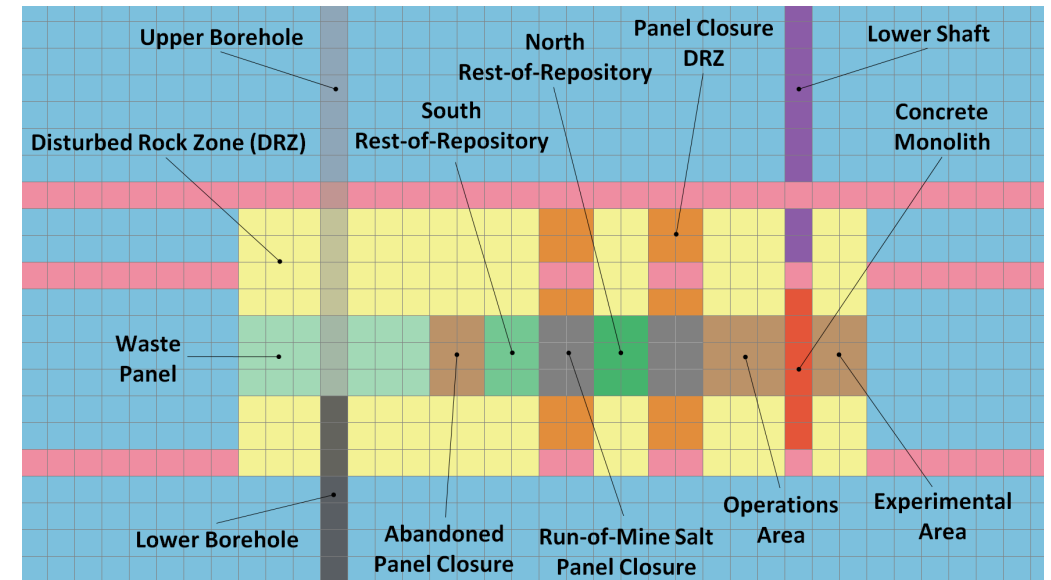 Upper Borehole
North
Rest-of-Repository
Panel Closure
DRZ
Lower Shaft
South
Rest-of-Repository
Concrete
Monolith
Disturbed Rock Zone (DRZ)
Waste
Panel
Lower Borehole
Abandoned
Panel Closure
Run-of-Mine Salt
Panel Closure
Operations
Area
Experimental
Area